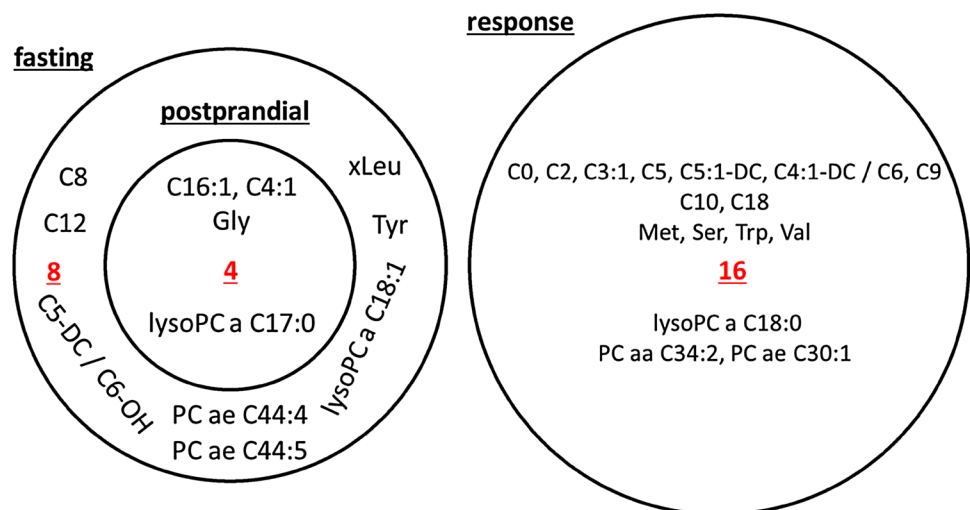 fasting
postprandial
C8
C12
8
C5-DC / C6-OH
C16:1, C4:1
Gly
4
lysoPC a C17:0
xLeu
Tyr
lysoPC a C18:1
PC ae C44:4
PC ae C44:5
response
C0, C2, C3:1, C5, C5:1-DC, C4:1-DC / C6, C9
C10, C18
Met, Ser, Trp, Val
16
lysoPC a C18:0
PC aa C34:2, PC ae C30:1